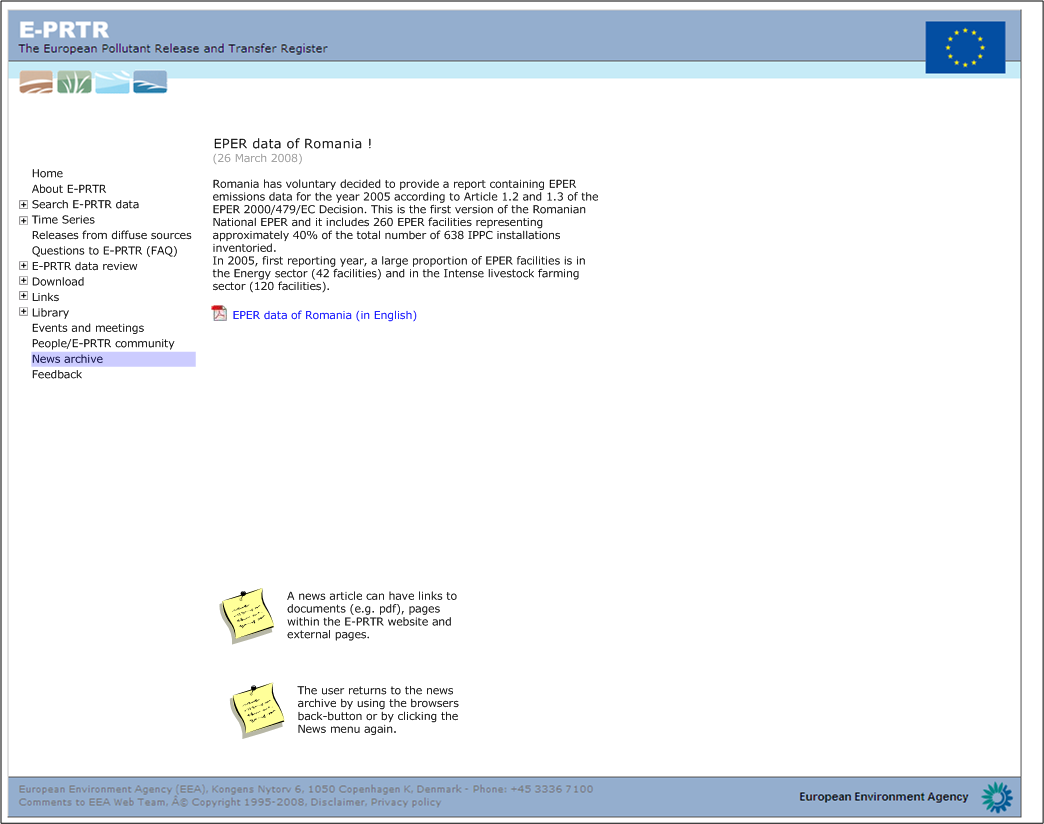 E-PRTR
The European Pollutant Release and Transfer Register
Home
About E-PRTR
Search E-PRTR data
Time Series
Releases from diffuse sources
Questions to E-PRTR (FAQ)
E-PRTR data review
Download
Links
Library
Events and meetings
People/E-PRTR community
News archive
Feedback
EPER data of Romania !
(26 March 2008)
Romania has voluntary decided to provide a report containing EPER
emissions data for the year 2005 according to Article 1.2 and 1.3 of the
EPER 2000/479/EC Decision. This is the first version of the Romanian
National EPER and it includes 260 EPER facilities representing
approximately 40% of the total number of 638 IPPC installations
inventoried.
In 2005, first reporting year, a large proportion of EPER facilities is in
the Energy sector (42 facilities) and in the Intense livestock farming
sector (120 facilities).
EPER data of Romania (in English)
A news article can have links to
documents (e.g. pdf), pages
within the E-PRTR website and
external pages.
The user returns to the news
archive by using the browsers
back-button or by clicking the
News menu again.
European Environment Agency (EEA), Kongens Nytorv 6, 1050 Copenhagen K, Denmark - Phone: +45 3336 7100
Comments to EEA Web Team, Â© Copyright 1995-2008. Disclaimer. Privacy policy
European Environment Agency